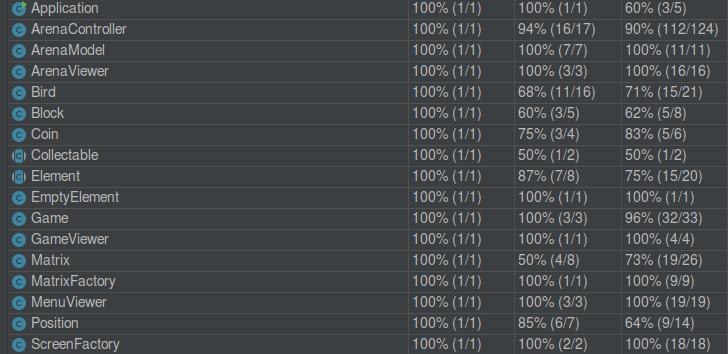 Application 100% (1/1) 100% (1/1) 60% (3/5)
ArenaController 100% (1/1) 94% (16/17) 90% (112/124)
ArenaModel 100% (1/1) 100% (7/7) 100% (11/11)
ArenaViewer 100% (1/1) 100% (3/3) 100% (16/16)
Bird 100% (1/1) 68% (11/16) 71% (15/21)
Block 100% (1/1) 60% (3/5) 62% (5/8)
Coin 100% (1/1) 75% (3/4) 83% (5/6)
Collectable 100% (1/1) 50% (1/2) 50% (1/2)
Element 100% (1/1) 87% (7/8) 75% (15/20)
EmptyElement 100% (1/1) 100% (1/1) 100% (1/1)
Game 100% (1/1) 100% (3/3) 96% (32/33)
GameViewer 100% (1/1) 100% (1/1) 100% (4/4)
Matrix 100% (1/1) 50% (4/8) 73% (19/26)
MatrixFactory 100% (1/1) 100% (1/1) 100% (9/9)
MenuViewer 100% (1/1) 100% (3/3) 100% (19/19)
Position 100% (1/1) 85% (6/7) 64% (9/14)
ScreenFactory 100% (1/1) 100% (2/2) 100% (18/18)